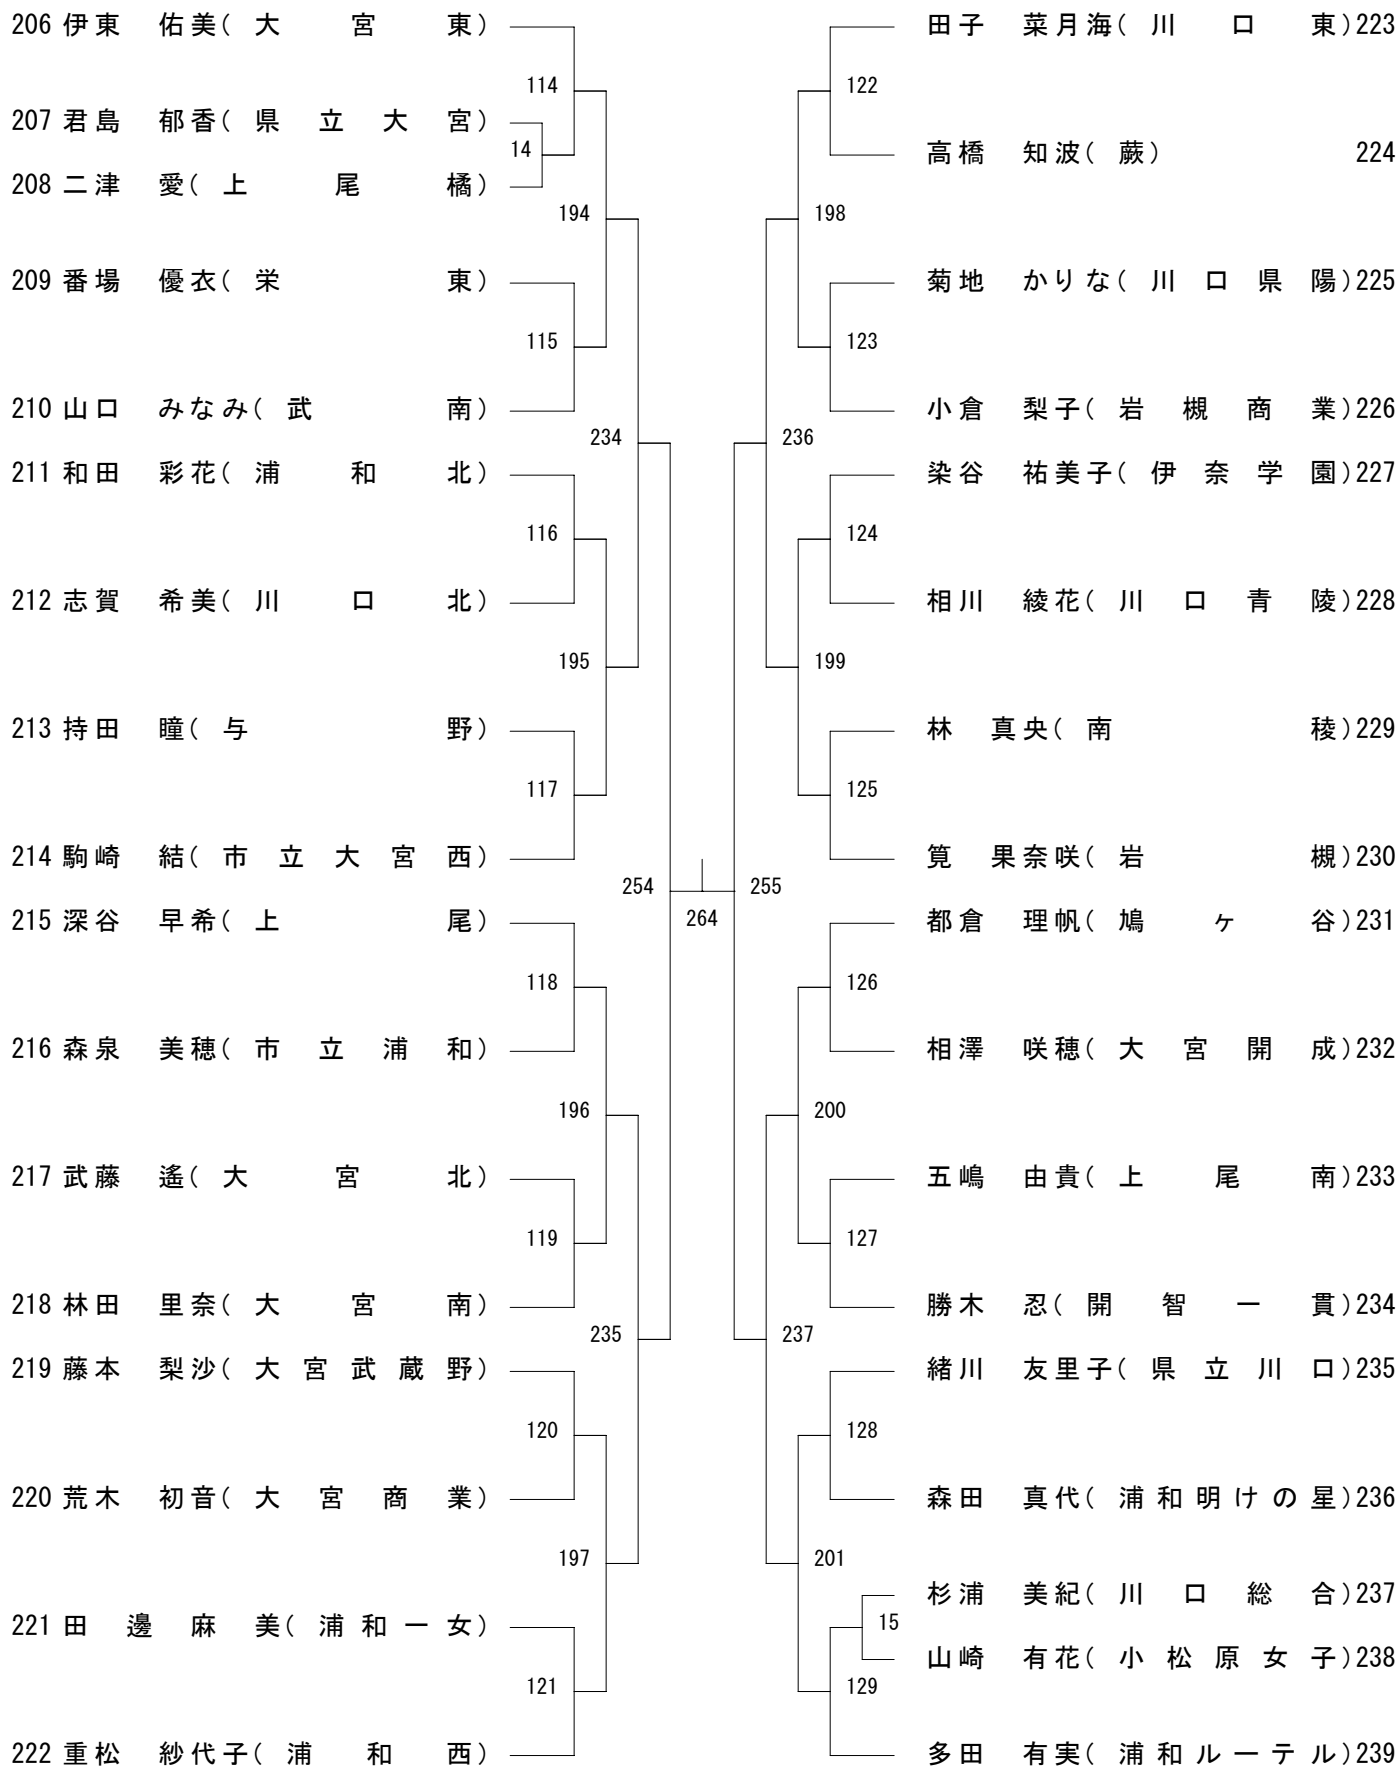 206 伊東 佑美( 大 宮 東)
114
207 君島 郁香( 県 立 大 宮)
14
208 二津 愛( 上 尾 橘)
194
209 番場 優衣( 栄 東)
115
210 山口 みなみ( 武 南)
234
211 和田 彩花( 浦 和 北)
116
212 志賀 希美( 川 口 北)
195
213 持田 瞳( 与 野)
117
214 駒崎 結( 市 立 大 宮 西)
254
215 深谷 早希( 上 尾)
118
216 森泉 美穂( 市 立 浦 和)
196
217 武藤 遙( 大 宮 北)
119
218 林田 里奈( 大 宮 南)
235
219 藤本 梨沙( 大 宮 武 蔵 野)
120
220 荒木 初音( 大 宮 商 業)
197
221 田 邊 麻 美( 浦 和 一 女)
121
222 重松 紗代子( 浦 和 西)
264
田子 菜月海( 川 口 東)223
122
高橋 知波( 蕨) 224
198
菊地 かりな( 川 口 県 陽)225
123
小倉 梨子( 岩 槻 商 業)226
236
染谷 祐美子( 伊 奈 学 園)227
124
相川 綾花( 川 口 青 陵)228
199
林 真央( 南 稜)229
125
筧 果奈咲( 岩 槻)230
255
都倉 理帆( 鳩 ヶ 谷)231
126
相澤 咲穂( 大 宮 開 成)232
200
五嶋 由貴( 上 尾 南)233
127
勝木 忍( 開 智 一 貫)234
237
緒川 友里子( 県 立 川 口)235
128
森田 真代( 浦 和 明 け の 星)236
201
杉浦 美紀( 川 口 総 合)237
15
山崎 有花( 小 松 原 女 子)238
129
多田 有実( 浦 和 ル ー テ ル)239